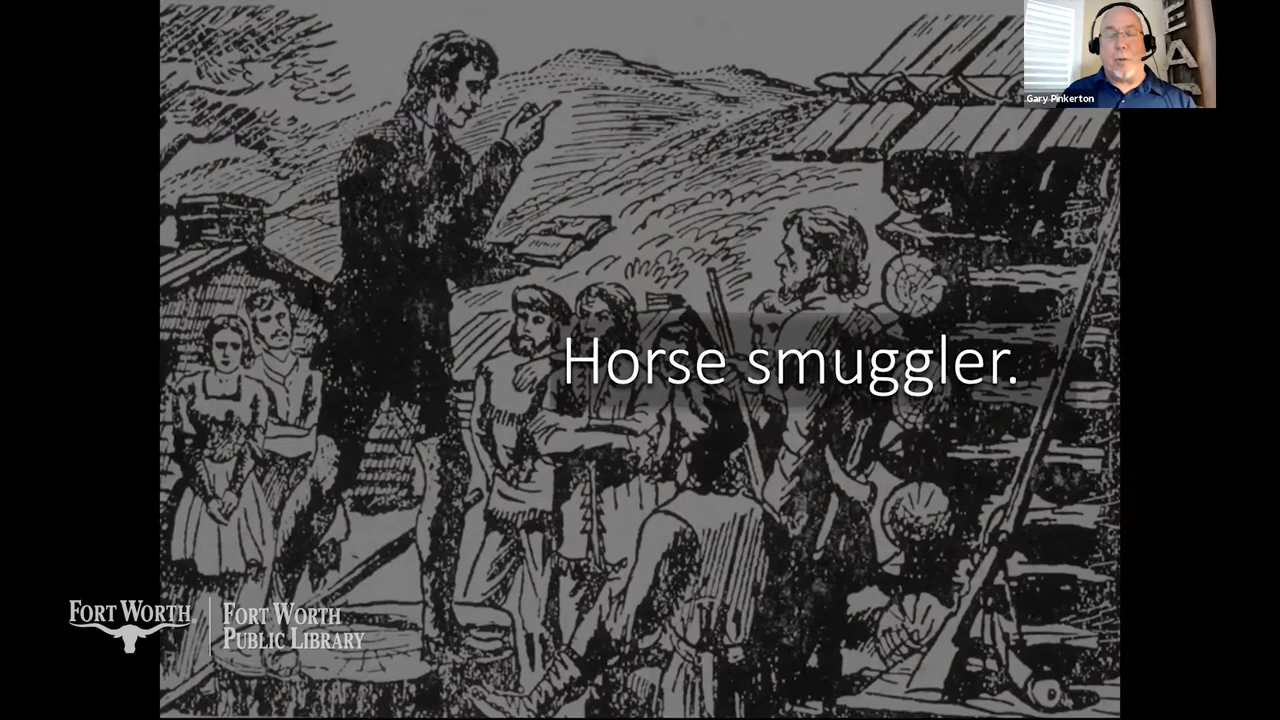 Gary Pinkerton
Horse smuggler.
FORT WORTH
FORT WORTH
PUBLIC LIBRARY